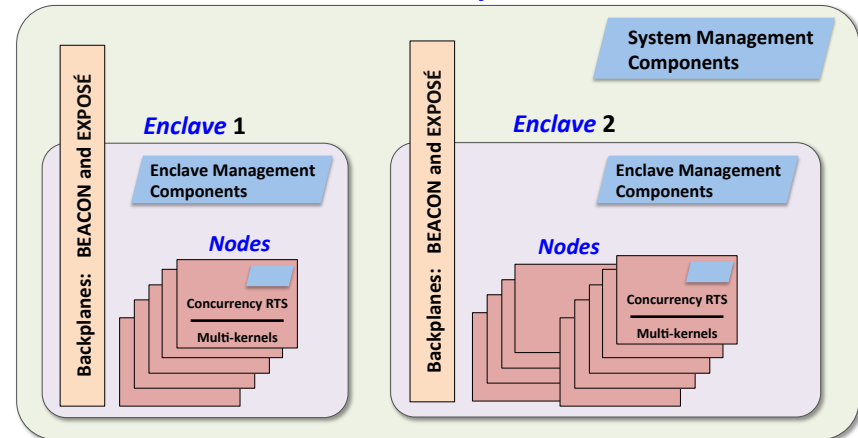 System Management
Components
Backplanes: BEACON and EXPOSÉ
Enclave 1
Enclave Management
Components
Nodes
Concurrency RTS
Multi-kernels
Backplanes: BEACON and EXPOSÉ
Enclave 2
Enclave Management
Components
Nodes
Concurrency RTS
Multi-kernels